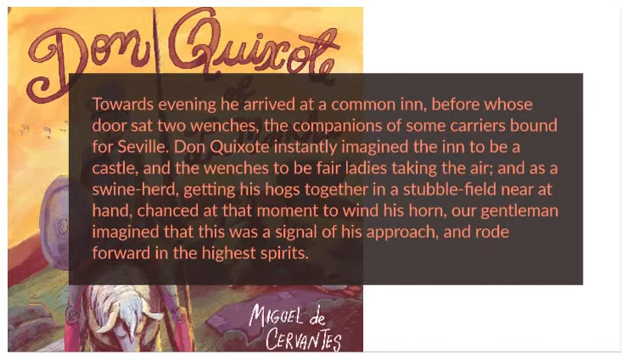 Don Quixote
Towards evening he arrived at a common inn, before whose
door sat two wenches, the companions of some carriers bound
for Seville. Don Quixote instantly imagined the inn to be a
castle, and the wenches to be fair ladies taking the air; and as a
swine-herd, getting his hogs together in a stubble-field near at
hand, chanced at that moment to wind his horn, our gentleman
imagined that this was a signal of his approach, and rode
forward in the highest spirits.
MIGUEL de
CERVANTES